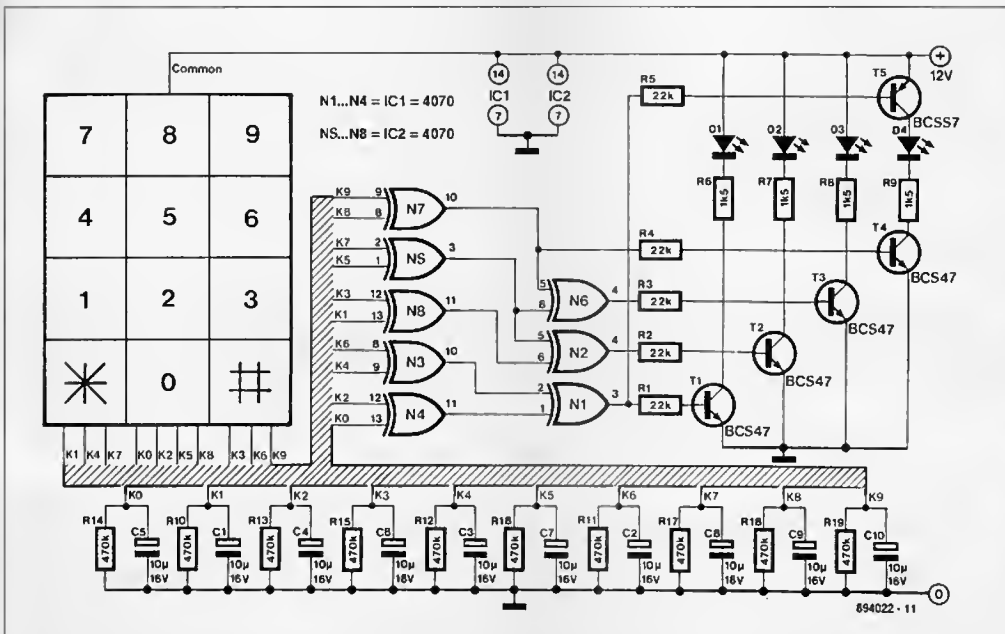 Common
7 8 9
4 5 6
1 2 3
0
K1 K4 K7 K0 K2 K5 K8 K3 K6 K9
N1...N4 = IC1 = 4070
NS...N8 = IC2 = 4070
14 14
IC1 IC2
7 7
+
12V
T5
BCSS7
R5
22k
D1 D2 D3 D4
R6 R7 R8 R9
1k5 1k5 1k5 1k5
K9 9 10
K8 8 N7
K7 2 3
K5 1 NS
K3 12 11
K1 13 N8
K6 8 10
K4 9 N3
K2 12 11
K0 13 N4
5 4
6 N6
5 4
6 N2
2 3
1 N1
R4
22k
T4
BCS47
R3
22k
T3
BCS47
R2
22k
T2
BCS47
R1
22k
T1
BCS47
K0 K1 K2 K3 K4 K5 K6 K7 K8 K9
R14 C5 R10 C1 R13 C4 R15 C6 R12 C3 R16 C7 R11 C2 R17 C8 R18 C9 R19 C10
470k 470k 470k 470k 470k 470k 470k 470k 470k 470k
10µ 10µ 10µ 10µ 10µ 10µ 10µ 10µ 10µ 10µ
16V 16V 16V 16V 16V 16V 16V 16V 16V 16V
0
894022 - 11